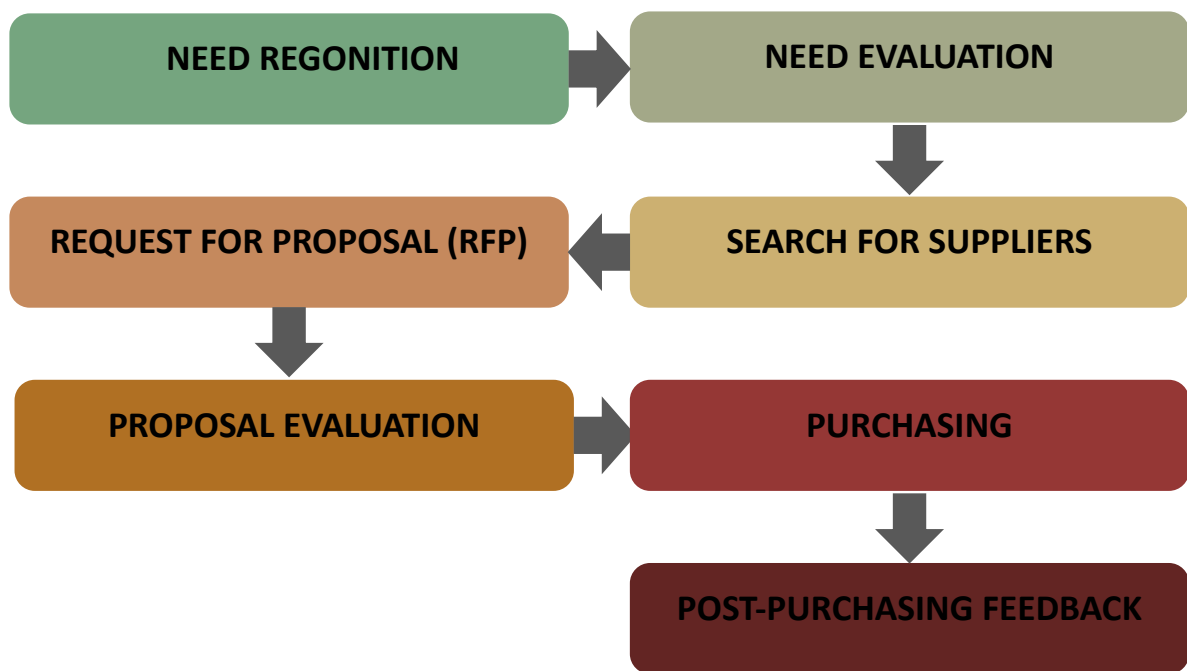 NEED REGONITION
NEED EVALUATION
SEARCH FOR SUPPLIERS
REQUEST FOR PROPOSAL (RFP)
PROPOSAL EVALUATION
PURCHASING
POST-PURCHASING FEEDBACK